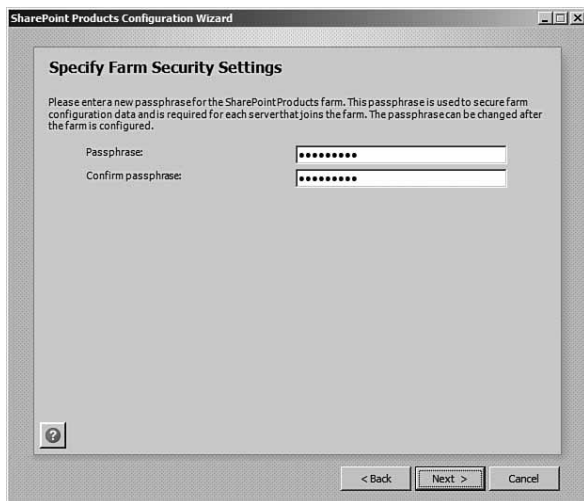 SharePoint Products Configuration Wizard
Specify Farm Security Settings
Please enter a new passphrase for the SharePoint Products farm. This passphrase is used to secure farm
configuration data and is required for each server that joins the farm. The passphrase can be changed after
the farm is configured.
Passphrase: •••••••••
Confirm passphrase: •••••••••
?
< Back Next > Cancel